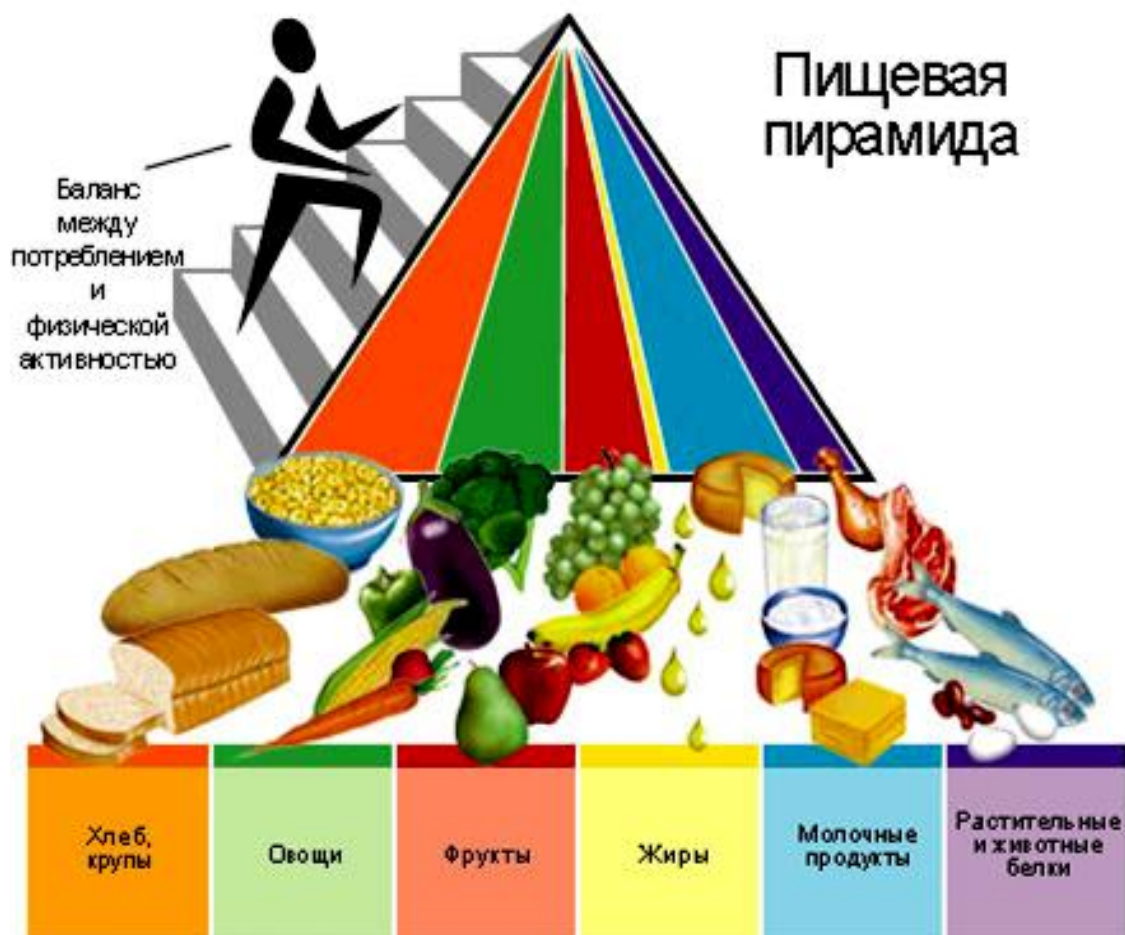 Пищевая
пирамида
Баланс
между
потреблением
и
физической
активностью
Хлеб,
крупы
Овощи
Фрукты
Жиры
Молочные
продукты
Растительные
и животные
белки